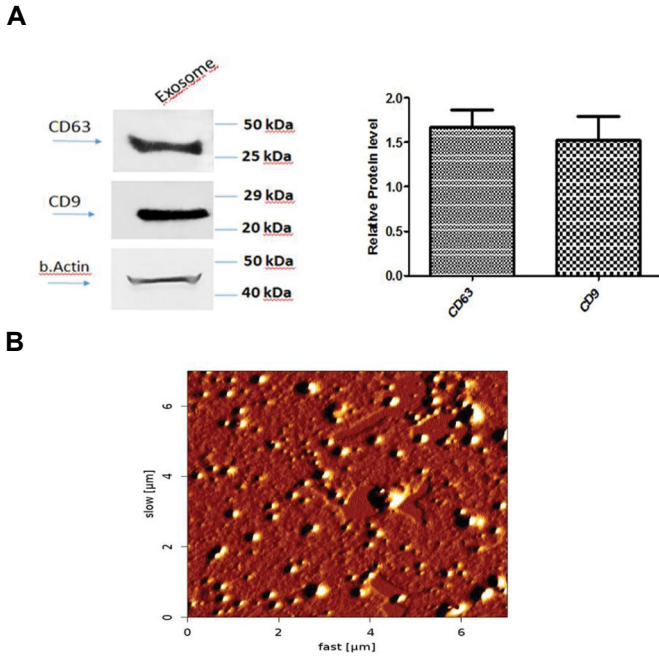 A
Exosome
CD63
50 kDa
25 kDa
CD9
29 kDa
20 kDa
b.Actin
50 kDa
40 kDa
Relative Protein level
2.0
1.5
1.0
0.5
0.0
CD63
CD9
B
slow [µm]
6
4
2
0
0 2 4 6
fast [µm]